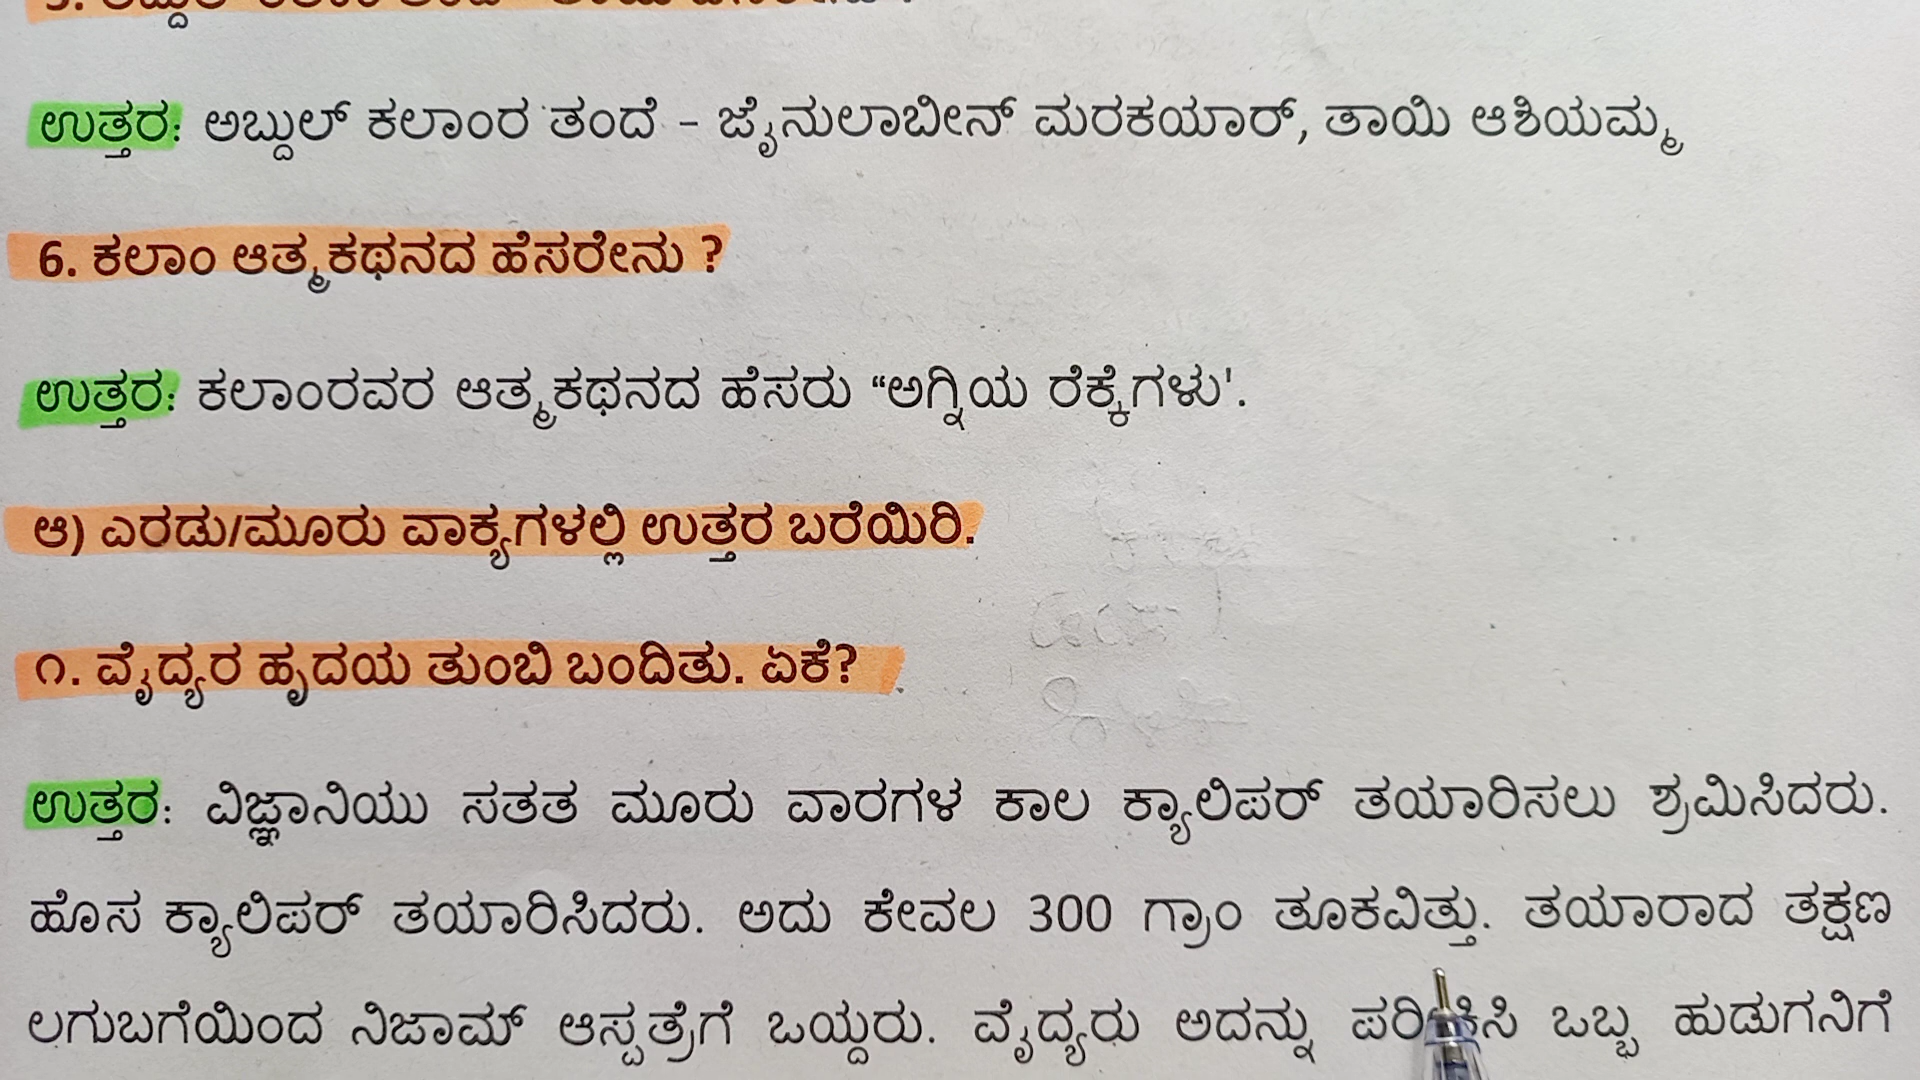 ಉತ್ತರ: ಅಬ್ದುಲ್ ಕಲಾಂರ ತಂದೆ - ಜೈನುಲಾಬೀನ್ ಮರಕಯಾರ್, ತಾಯಿ ಆಶಿಯಮ್ಮ
6. ಕಲಾಂ ಆತ್ಮಕಥನದ ಹೆಸರೇನು ?
ಉತ್ತರ: ಕಲಾಂರವರ ಆತ್ಮಕಥನದ ಹೆಸರು “ಅಗ್ನಿಯ ರೆಕ್ಕೆಗಳು'.
ಆ) ಎರಡು/ಮೂರು ವಾಕ್ಯಗಳಲ್ಲಿ ಉತ್ತರ ಬರೆಯಿರಿ.
೧. ವೈದ್ಯರ ಹೃದಯ ತುಂಬಿ ಬಂದಿತು. ಏಕೆ?
ಉತ್ತರ: ವಿಜ್ಞಾನಿಯು ಸತತ ಮೂರು ವಾರಗಳ ಕಾಲ ಕ್ಯಾಲಿಪರ್ ತಯಾರಿಸಲು ಶ್ರಮಿಸಿದರು.
ಹೊಸ ಕ್ಯಾಲಿಪರ್ ತಯಾರಿಸಿದರು. ಅದು ಕೇವಲ 300 ಗ್ರಾಂ ತೂಕವಿತ್ತು. ತಯಾರಾದ ತಕ್ಷಣ
ಲಗುಬಗೆಯಿಂದ ನಿಜಾಮ್ ಆಸ್ಪತ್ರೆಗೆ ಒಯ್ದರು. ವೈದ್ಯರು ಅದನ್ನು ಒಬ್ಬ ಹುಡುಗನಿಗೆ